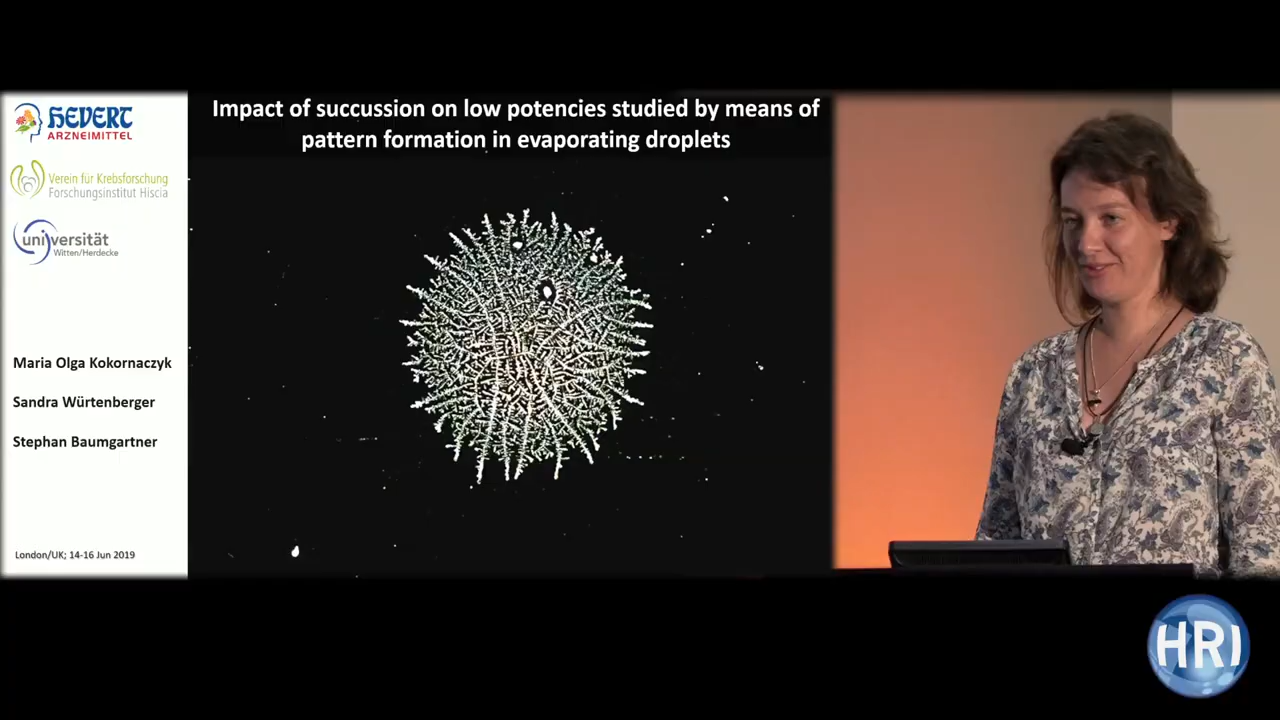 HEVERT
ARZNEIMITTEL
Verein für Krebsforschung
Forschungsinstitut Hiscia
universität
Witten/Herdecke
Maria Olga Kokornaczyk
Sandra Würtenberger
Stephan Baumgartner
London/UK; 14-16 Jun 2019
Impact of succussion on low potencies studied by means of
pattern formation in evaporating droplets
HRI